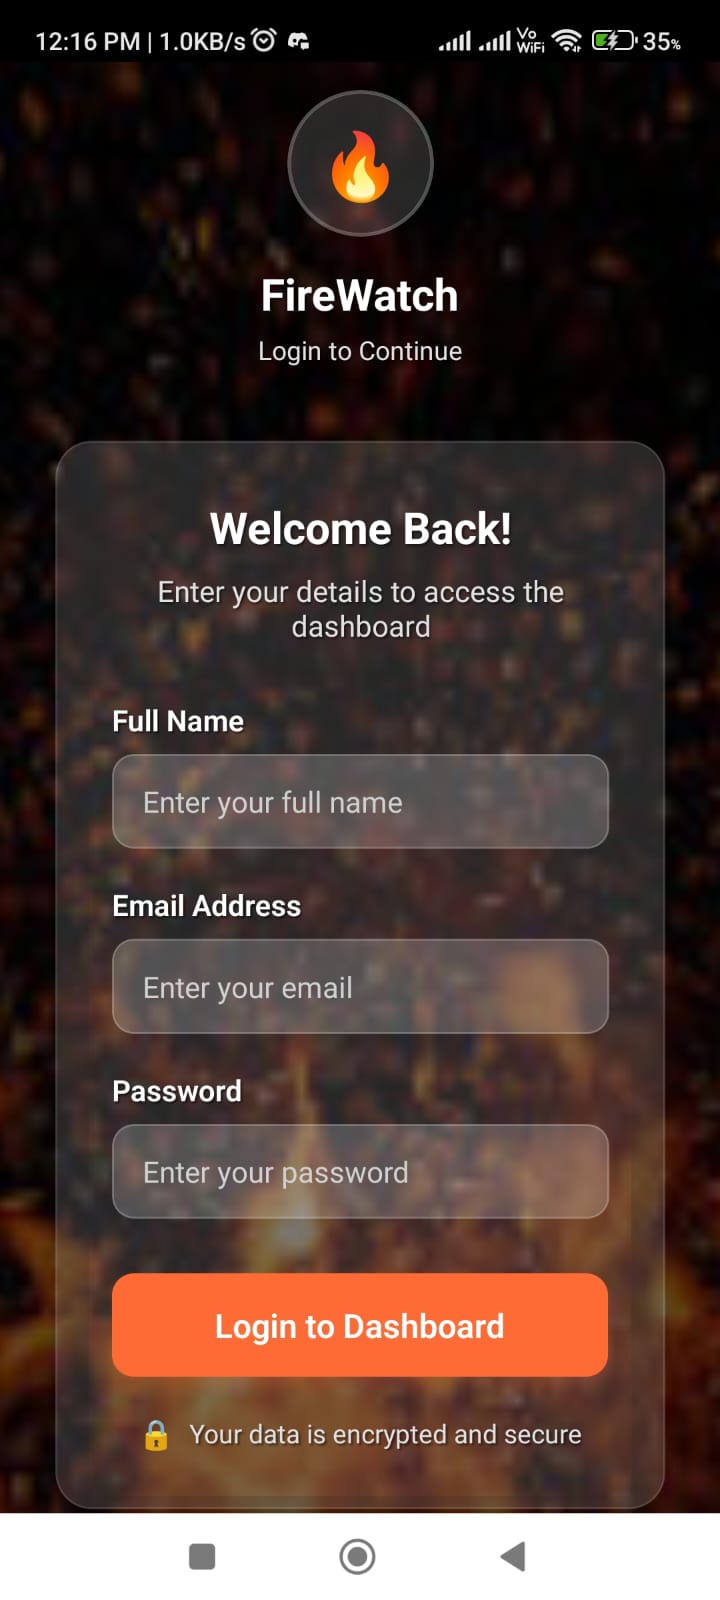 12:16 PM | 1.0KB/s Vo WiFi 35%
FireWatch
Login to Continue
Welcome Back!
Enter your details to access the
dashboard
Full Name
Enter your full name
Email Address
Enter your email
Password
Enter your password
Login to Dashboard
Your data is encrypted and secure